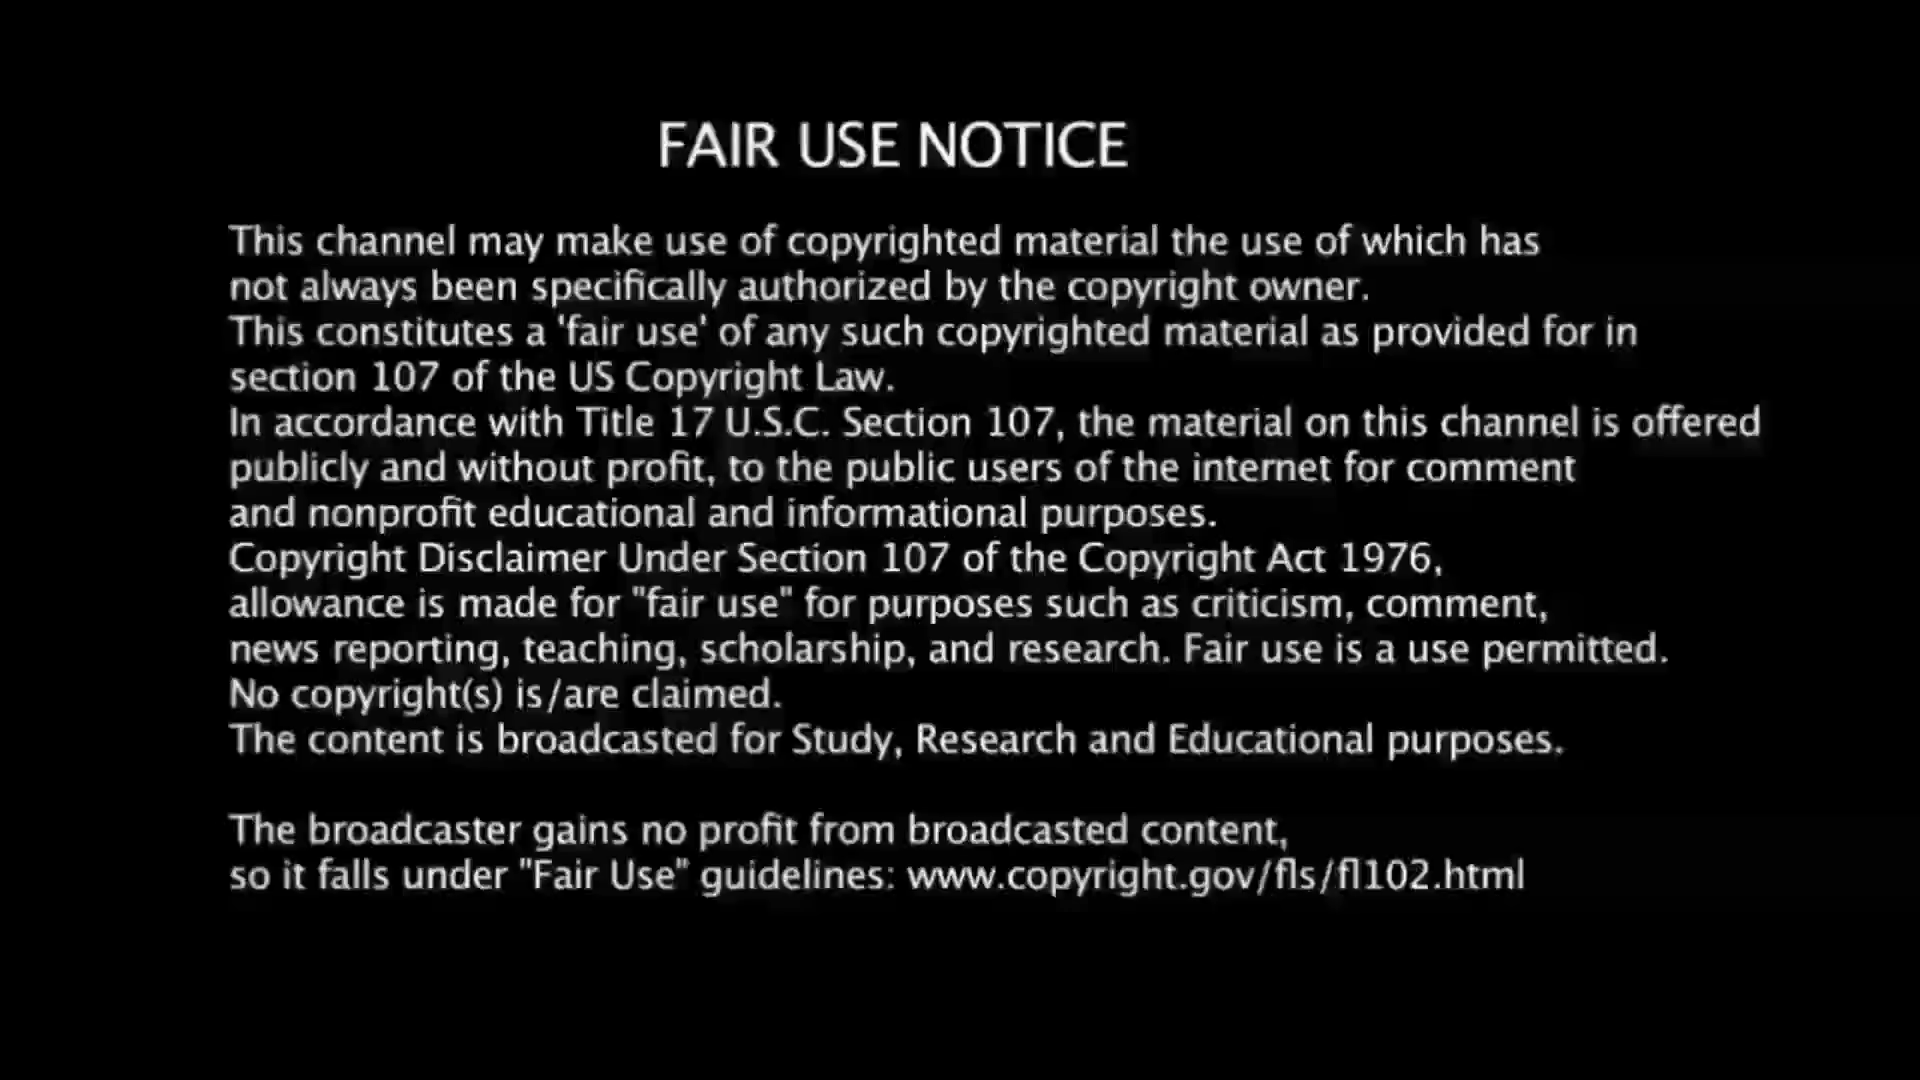 FAIR USE NOTICE
This channel may make use of copyrighted material the use of which has
not always been specifically authorized by the copyright owner.
This constitutes a 'fair use' of any such copyrighted material as provided for in
section 107 of the US Copyright Law.
In accordance with Title 17 U.S.C. Section 107, the material on this channel is offered
publicly and without profit, to the public users of the internet for comment
and nonprofit educational and informational purposes.
Copyright Disclaimer Under Section 107 of the Copyright Act 1976,
allowance is made for "fair use" for purposes such as criticism, comment,
news reporting, teaching, scholarship, and research. Fair use is a use permitted.
No copyright(s) is/are claimed.
The content is broadcasted for Study, Research and Educational purposes.
The broadcaster gains no profit from broadcasted content,
so it falls under "Fair Use" guidelines: www.copyright.gov/fls/fl102.html